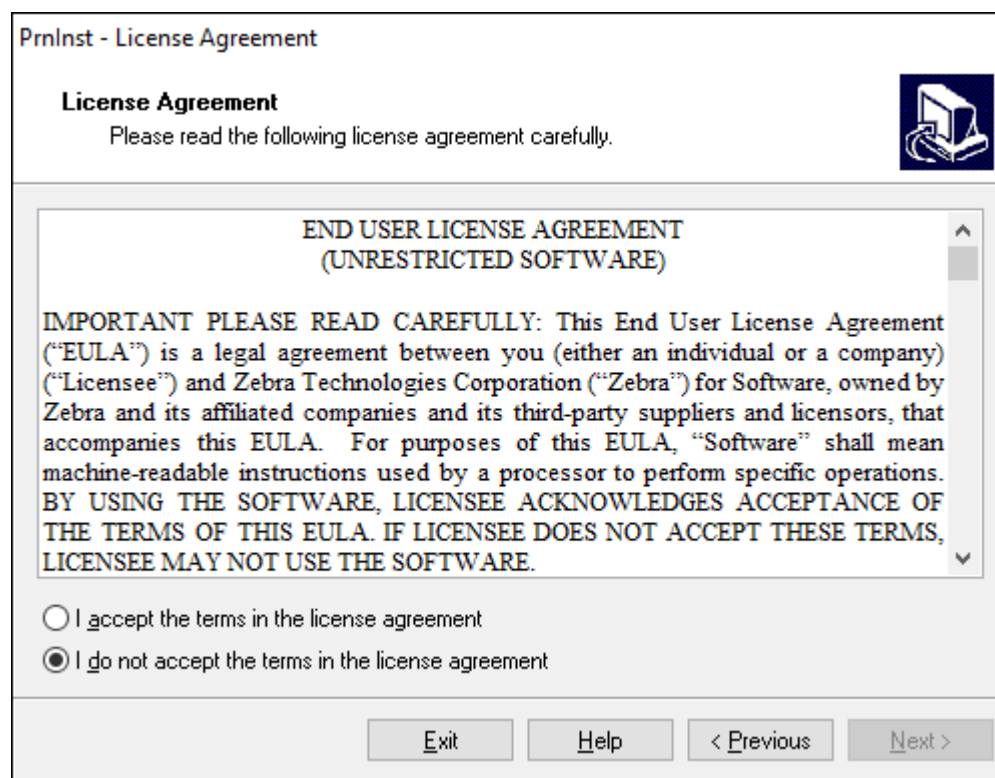 PrnInst - License Agreement
License Agreement
Please read the following license agreement carefully.
END USER LICENSE AGREEMENT
(UNRESTRICTED SOFTWARE)
IMPORTANT PLEASE READ CAREFULLY: This End User License Agreement
(“EULA”) is a legal agreement between you (either an individual or a company)
(“Licensee”) and Zebra Technologies Corporation (“Zebra”) for Software, owned by
Zebra and its affiliated companies and its third-party suppliers and licensors, that
accompanies this EULA.  For purposes of this EULA, “Software” shall mean
machine-readable instructions used by a processor to perform specific operations.
BY USING THE SOFTWARE, LICENSEE ACKNOWLEDGES ACCEPTANCE OF
THE TERMS OF THIS EULA. IF LICENSEE DOES NOT ACCEPT THESE TERMS,
LICENSEE MAY NOT USE THE SOFTWARE.
I accept the terms in the license agreement
I do not accept the terms in the license agreement
Exit Help < Previous Next >